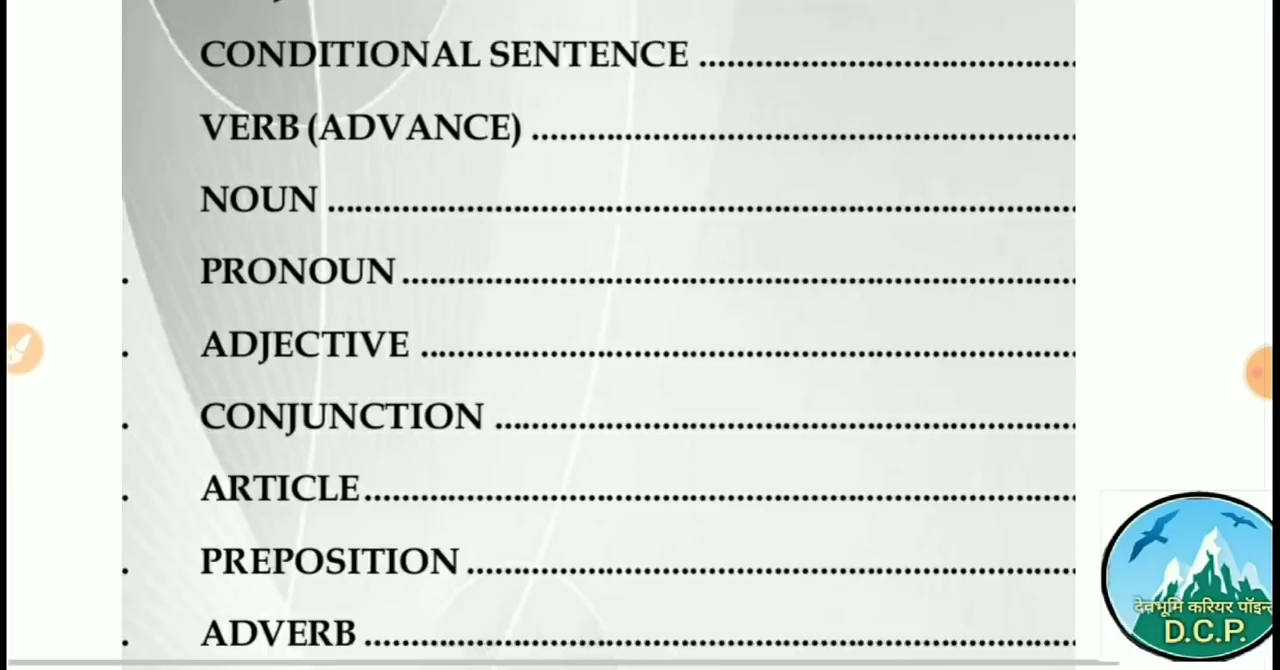 CONDITIONAL SENTENCE ..........................................
VERB (ADVANCE) ............................................................
NOUN ...................................................................................
. PRONOUN...........................................................................
. ADJECTIVE .........................................................................
. CONJUNCTION .................................................................
. ARTICLE...............................................................................
. PREPOSITION ...................................................................
. ADVERB ...............................................................................
देवभूमि करियर पॉइन्ट
D.C.P.